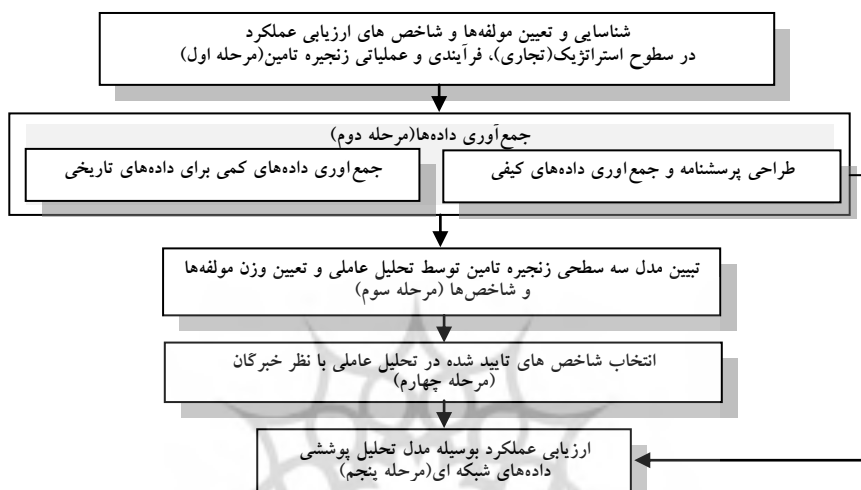 شناسایی و تعیین مولفه‌ها و شاخص های ارزیابی عملکرد
در سطوح استراتژیک(تجاری)، فرآیندی و عملیاتی زنجیره تامین(مرحله اول)
جمع‌آوری داده‌ها(مرحله دوم)
طراحی پرسشنامه و جمع‌اوری داده‌های کیفی
جمع‌اوری داده‌های کمی برای داده‌های تاریخی
تبیین مدل سه سطحی زنجیره تامین توسط تحلیل عاملی و تعیین وزن مولفه‌ها
و شاخص‌ها (مرحله سوم)
انتخاب شاخص های تایید شده در تحلیل عاملی با نظر خبرگان
(مرحله چهارم)
ارزیابی عملکرد بوسیله مدل تحلیل پوششی
داده‌های شبکه ای(مرحله پنجم)